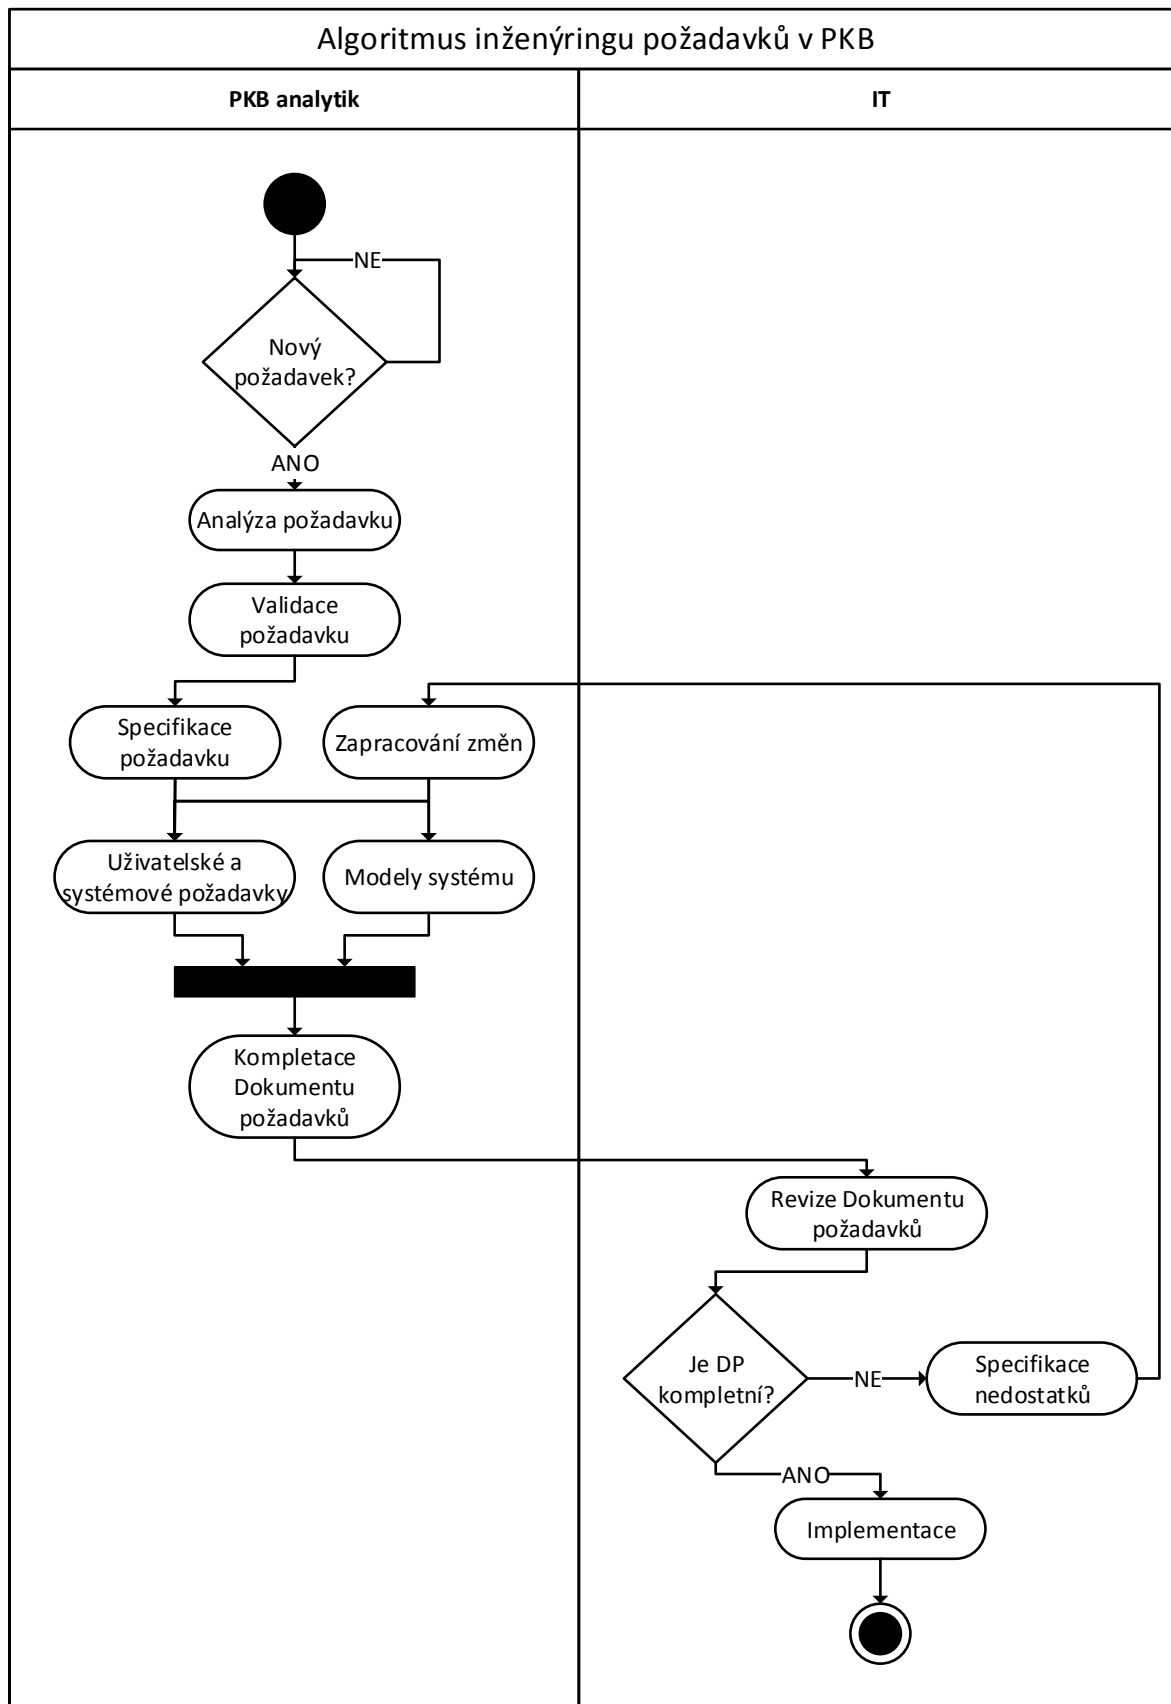 Algoritmus inženýringu požadavků v PKB
PKB analytik
IT
NE
Nový
požadavek?
ANO
Analýza požadavku
Validace
požadavku
Specifikace
požadavku
Zapracování změn
Uživatelské a
systémové požadavky
Modely systému
Kompletace
Dokumentu
požadavků
Revize Dokumentu
požadavků
Je DP
kompletní?
NE
Specifikace
nedostatků
ANO
Implementace